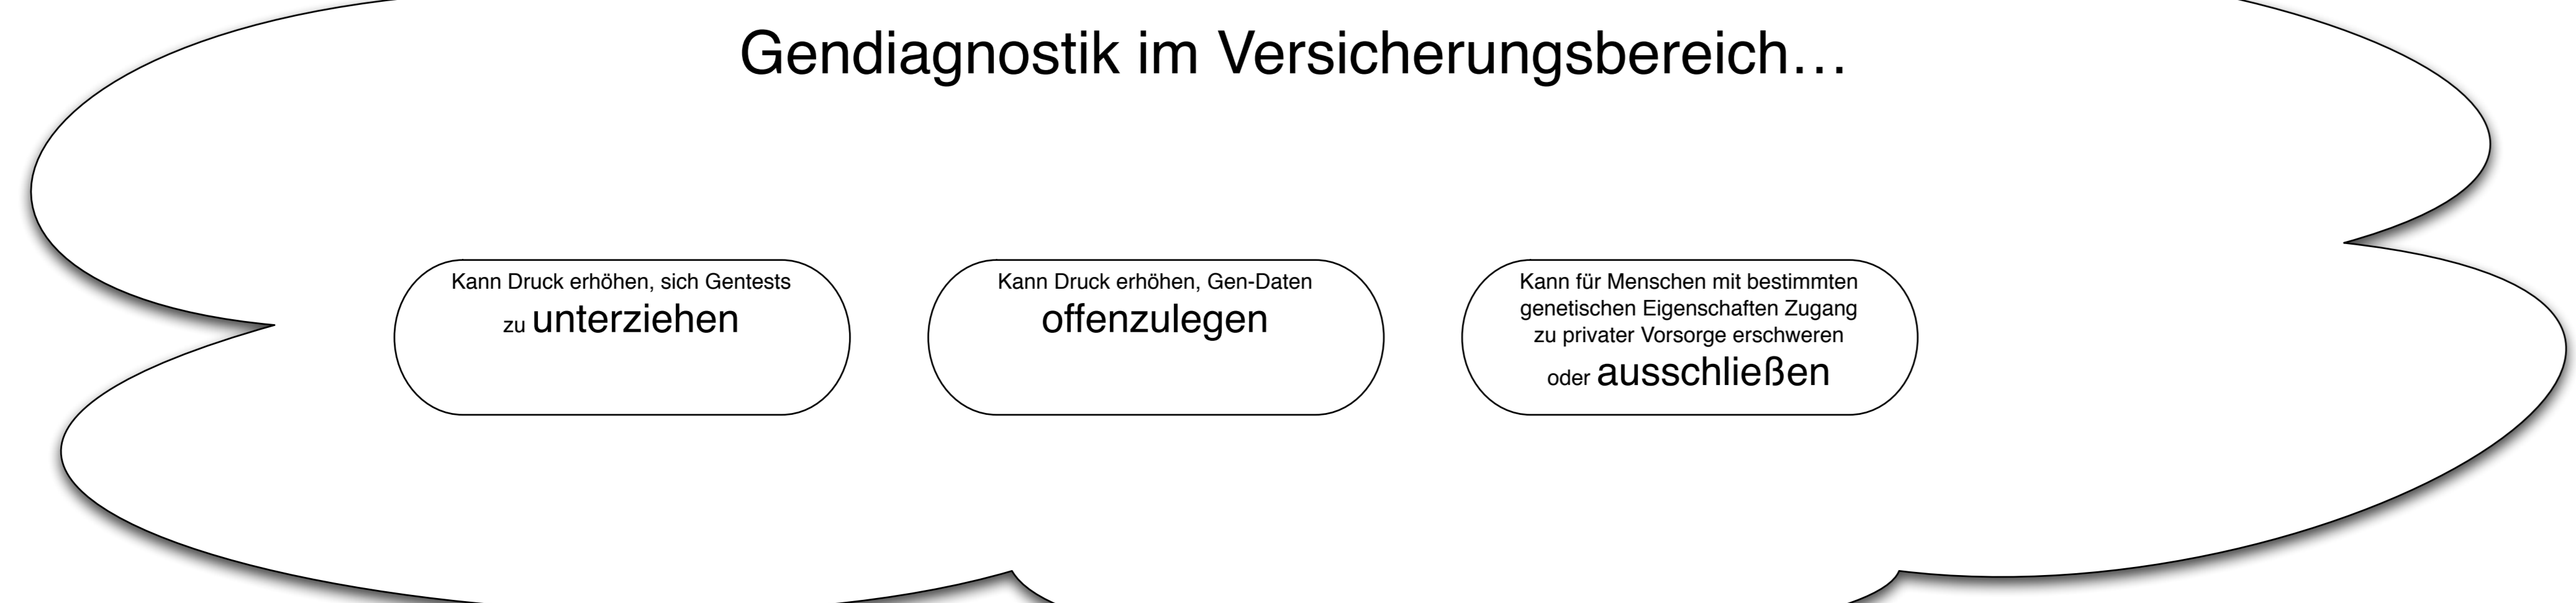 Gendiagnostik im Versicherungsbereich…
Kann Druck erhöhen, sich Gentests
zu unterziehen
Kann Druck erhöhen, Gen-Daten
offenzulegen
Kann für Menschen mit bestimmten
genetischen Eigenschaften Zugang
zu privater Vorsorge erschweren
oder ausschließen